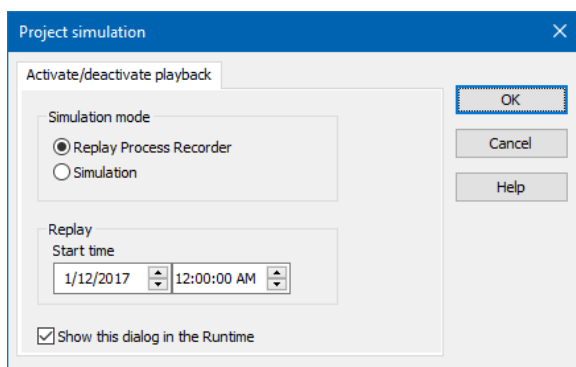 Project simulation
Activate/deactivate playback
OK
Simulation mode
Replay Process Recorder
Cancel
Simulation
Help
Replay
Start time
1/12/2017 12:00:00 AM
Show this dialog in the Runtime